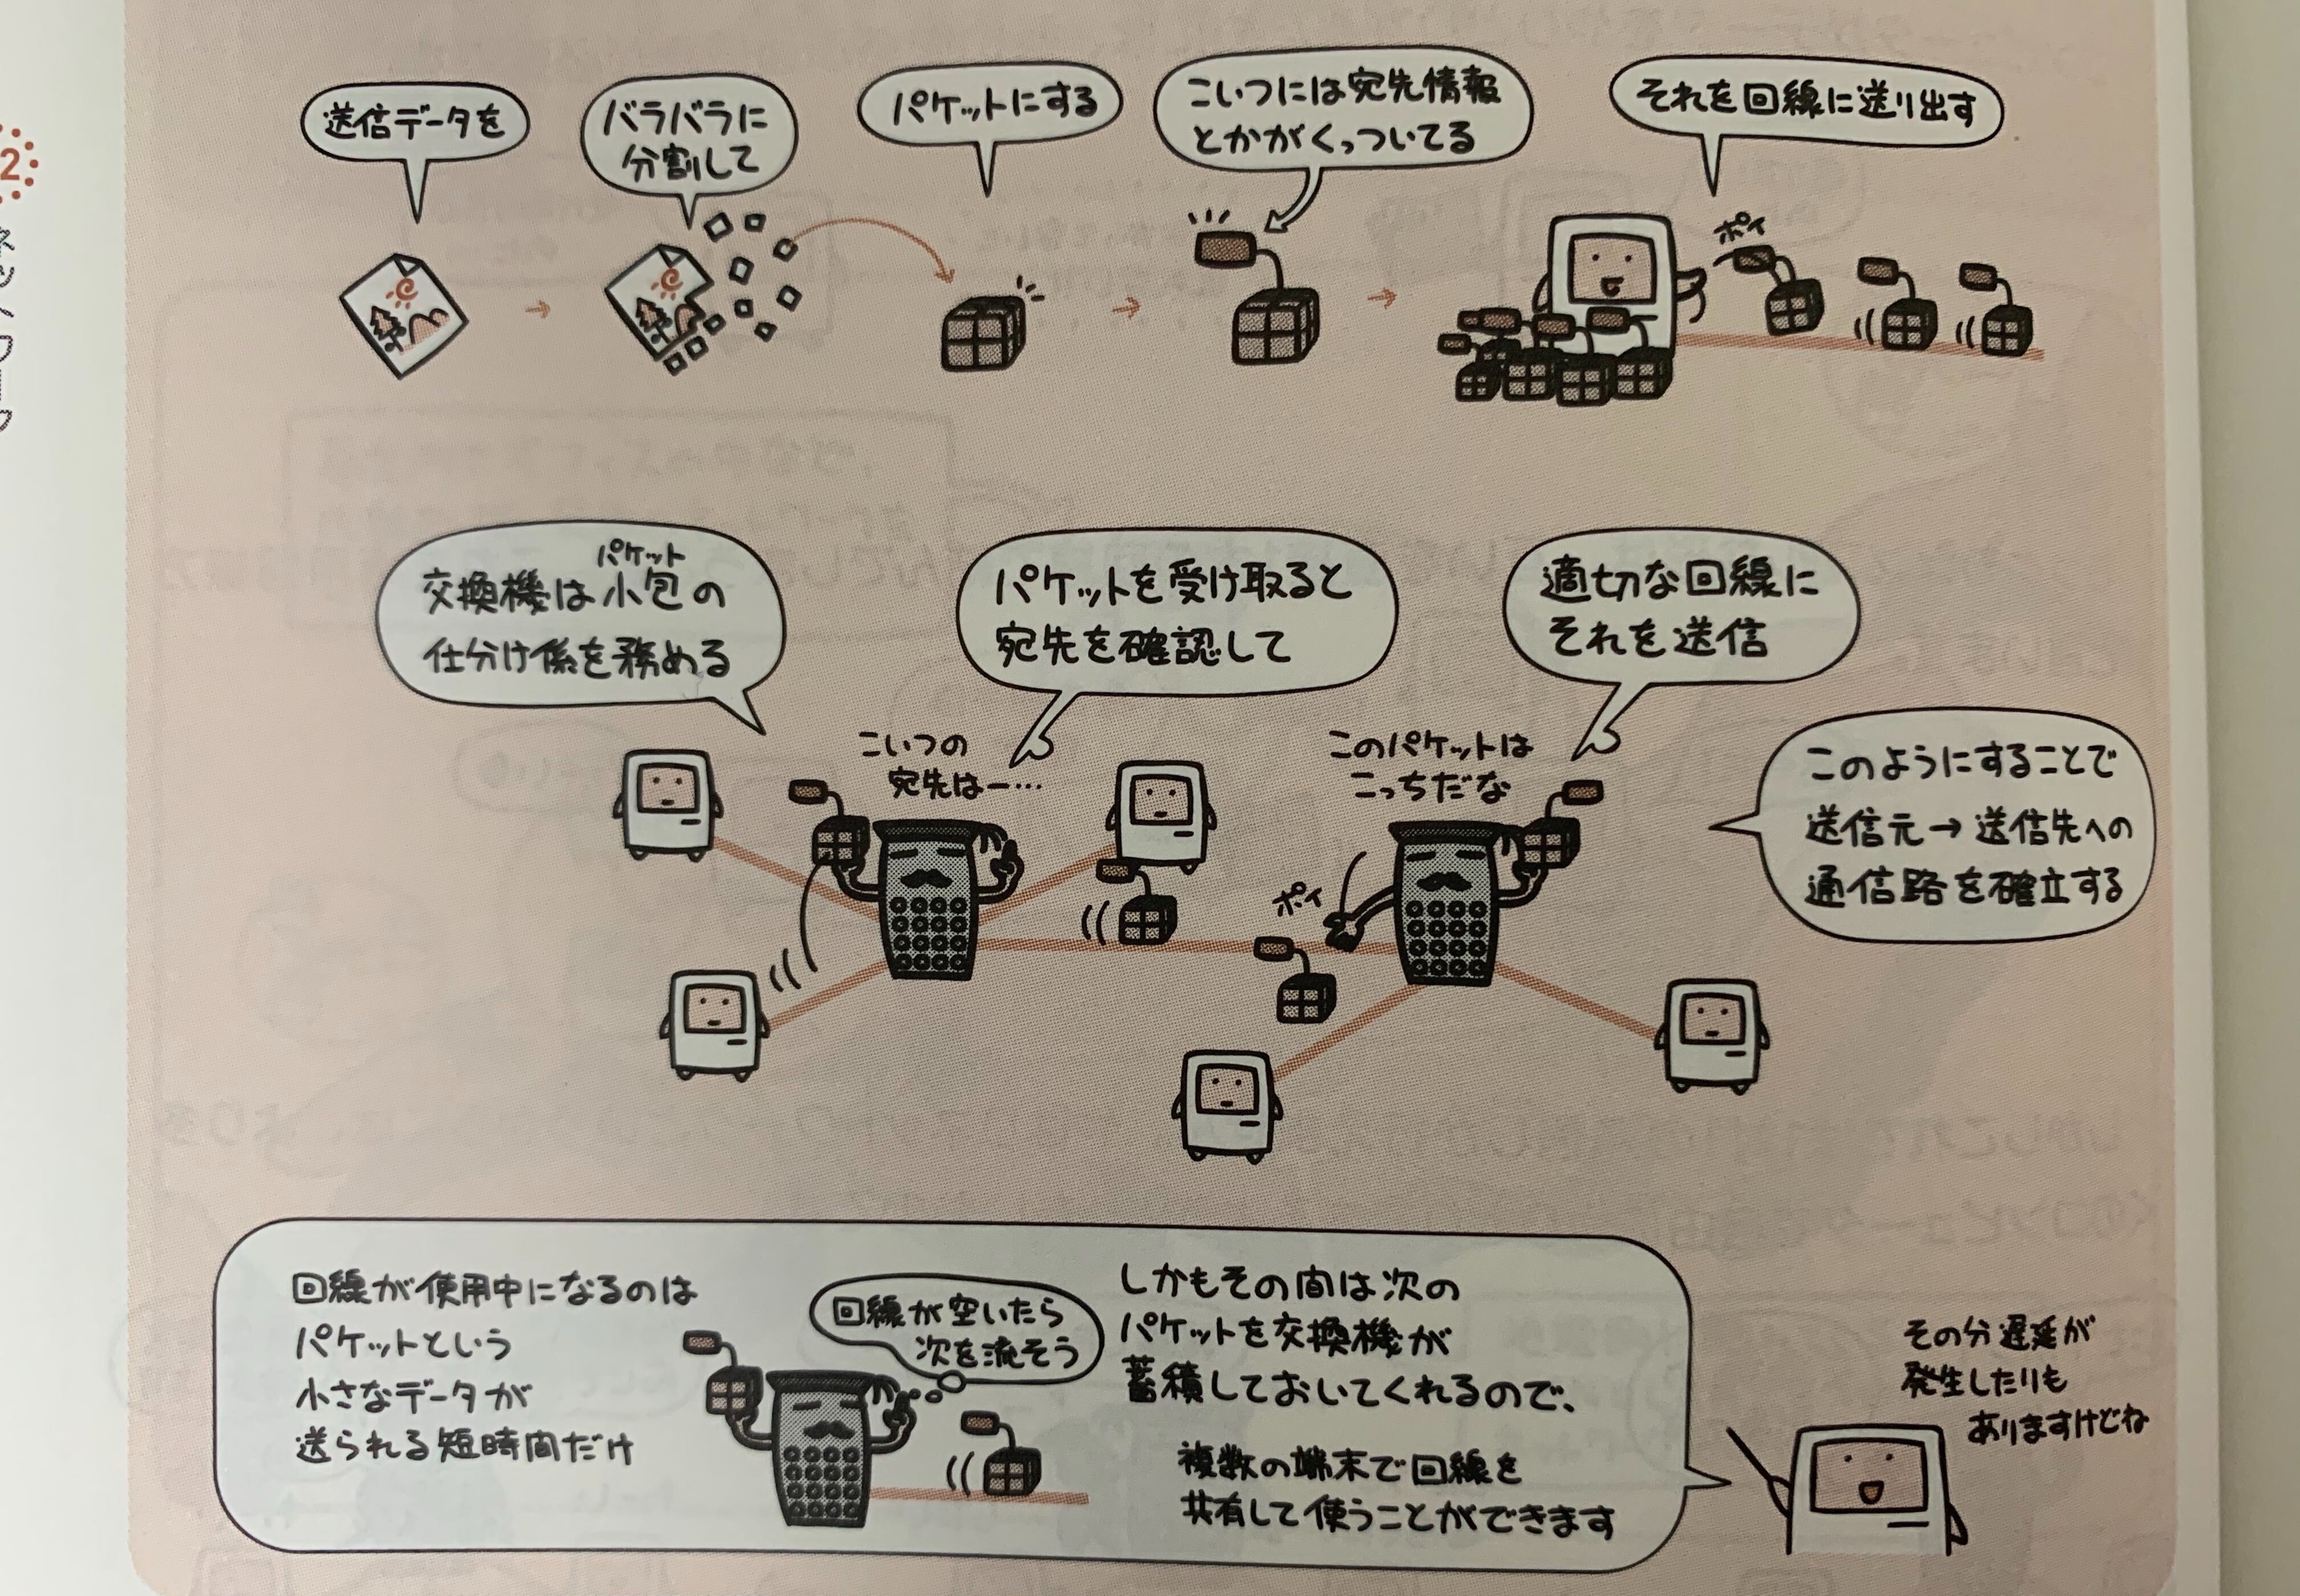 送信データを
バラバラに
分割して
パケットにする
こいつには宛先情報
とかがくっついてる
それを回線に送り出す
ポイ
パケット
交換機は小包の
仕分け係を務める
パケットを受け取ると
宛先を確認して
適切な回線に
それを送信
こいつの
宛先はー…
このパケットは
こっちだな
ポイ
このようにすることで
送信元→送信先への
通信路を確立する
回線が使用中になるのは
パケットという
小さなデータが
送られる短時間だけ
回線が空いたら
次を流そう
しかもその間は次の
パケットを交換機が
蓄積しておいてくれるので、
複数の端末で回線を
共有して使うことができます
その分遅延が
発生したりも
ありますけどね
2